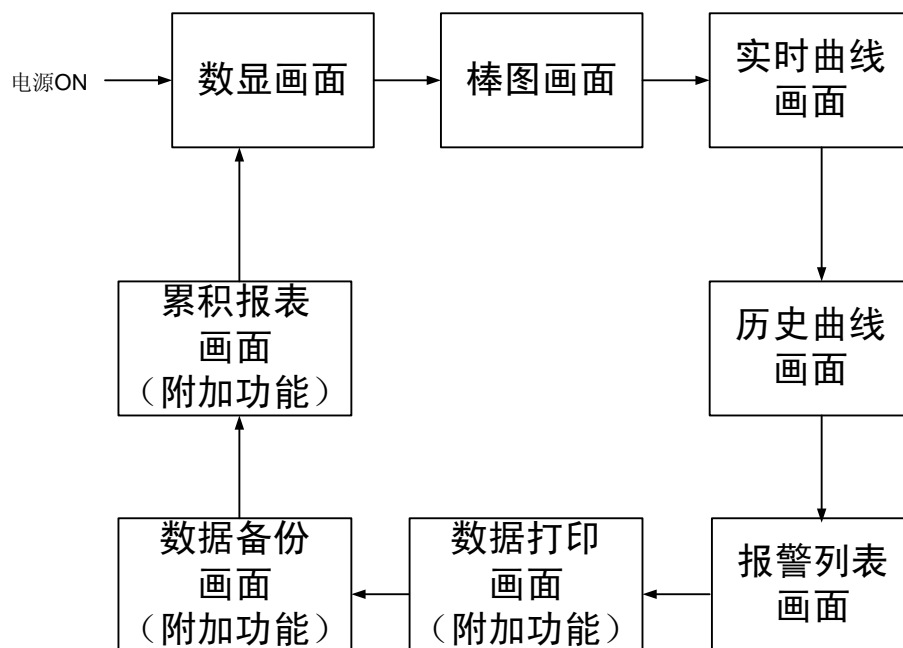 电源ON
数显画面
棒图画面
实时曲线
画面
历史曲线
画面
报警列表
画面
数据打印
画面
（附加功能）
数据备份
画面
（附加功能）
累积报表
画面
（附加功能）